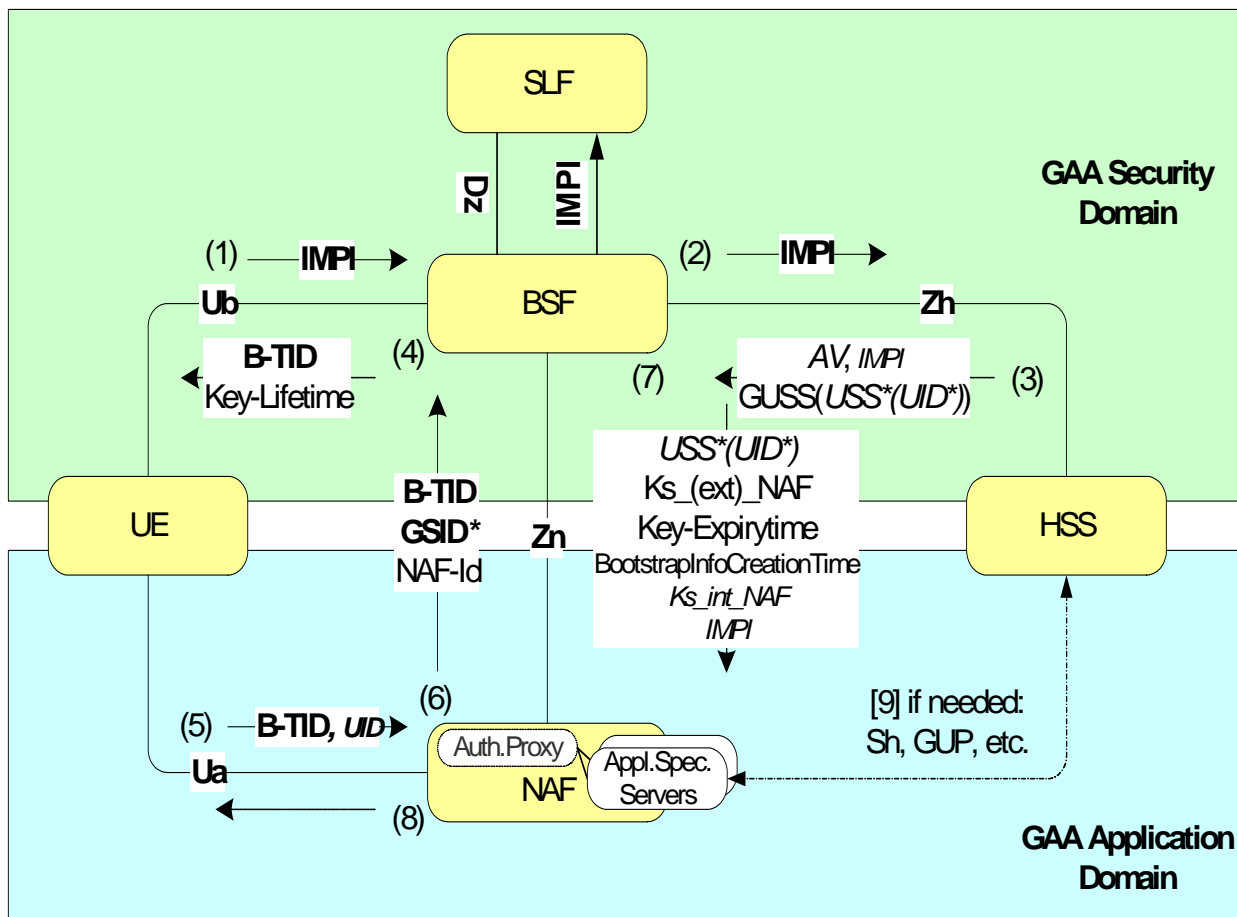 SLF
GAA Security
Domain
Dz
IMPI
(1)
IMPI
(2)
IMPI
Ub
BSF
Zh
B-TID
Key-Lifetime
(4)
(7)
AV, IMPI
GUSS(USS*(UID*))
(3)
USS*(UID*)
Ks_(ext)_NAF
Key-Expirytime
BootstrapInfoCreationTime
Ks_int_NAF
IMPI
UE
B-TID
GSID*
NAF-Id
Zn
HSS
(6)
(5)
B-TID, UID
Auth.Proxy
NAF
Appl.Spec.
Servers
[9] if needed:
Sh, GUP, etc.
Ua
(8)
GAA Application
Domain